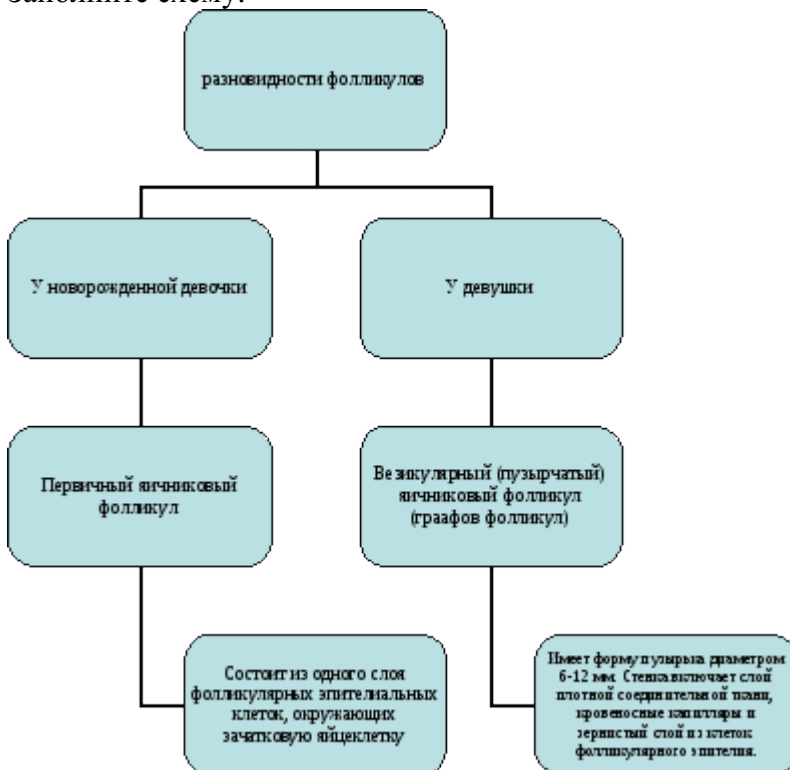 Заполните схему.
разновидности фолликулов
У новорожденной девочки
У девушки
Первичный яичниковый
фолликул
Везикулярный (пузырчатый)
яичниковый фолликул
(граафов фолликул)
Состоит из одного слоя
фолликулярных эпителиальных
клеток, окружающих
зачатковую яйцеклетку
Имеет форму пузырька диаметром
6-12 мм. Стенка включает слой
плотной соединительной ткани,
кровеносные капилляры и
зернистый слой из клеток
фолликулярного эпителия.